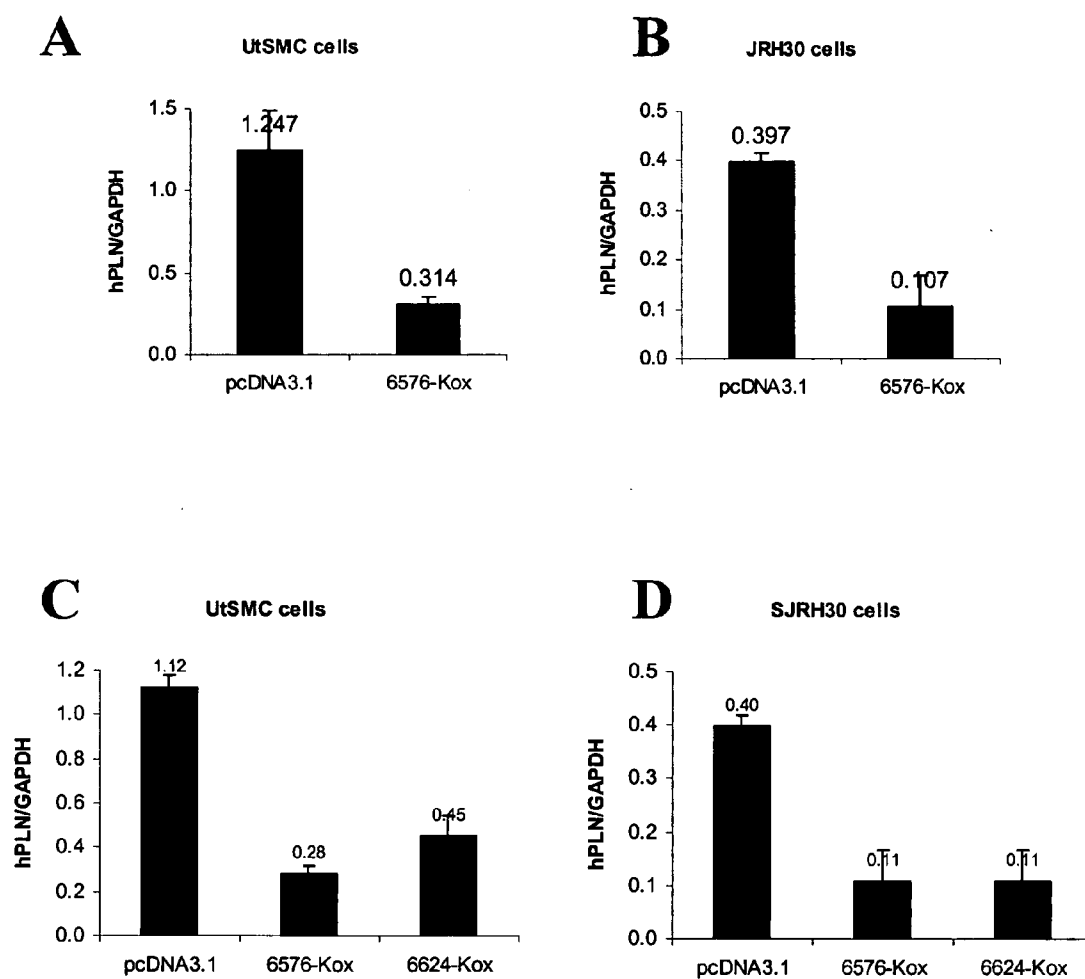 A
UtSMC cells
hPLN/GAPDH
1.5
1.0
0.5
0.0
1.247
0.314
pcDNA3.1
6576-Kox
B
JRH30 cells
hPLN/GAPDH
0.5
0.4
0.3
0.2
0.1
0.0
0.397
0.107
pcDNA3.1
6576-Kox
C
UtSMC cells
hPLN/GAPDH
1.2
1.0
0.8
0.6
0.4
0.2
0.0
1.12
0.28
0.45
pcDNA3.1
6576-Kox
6624-Kox
D
SJRH30 cells
hPLN/GAPDH
0.5
0.4
0.3
0.2
0.1
0.0
0.40
0.11
0.11
pcDNA3.1
6576-Kox
6624-Kox